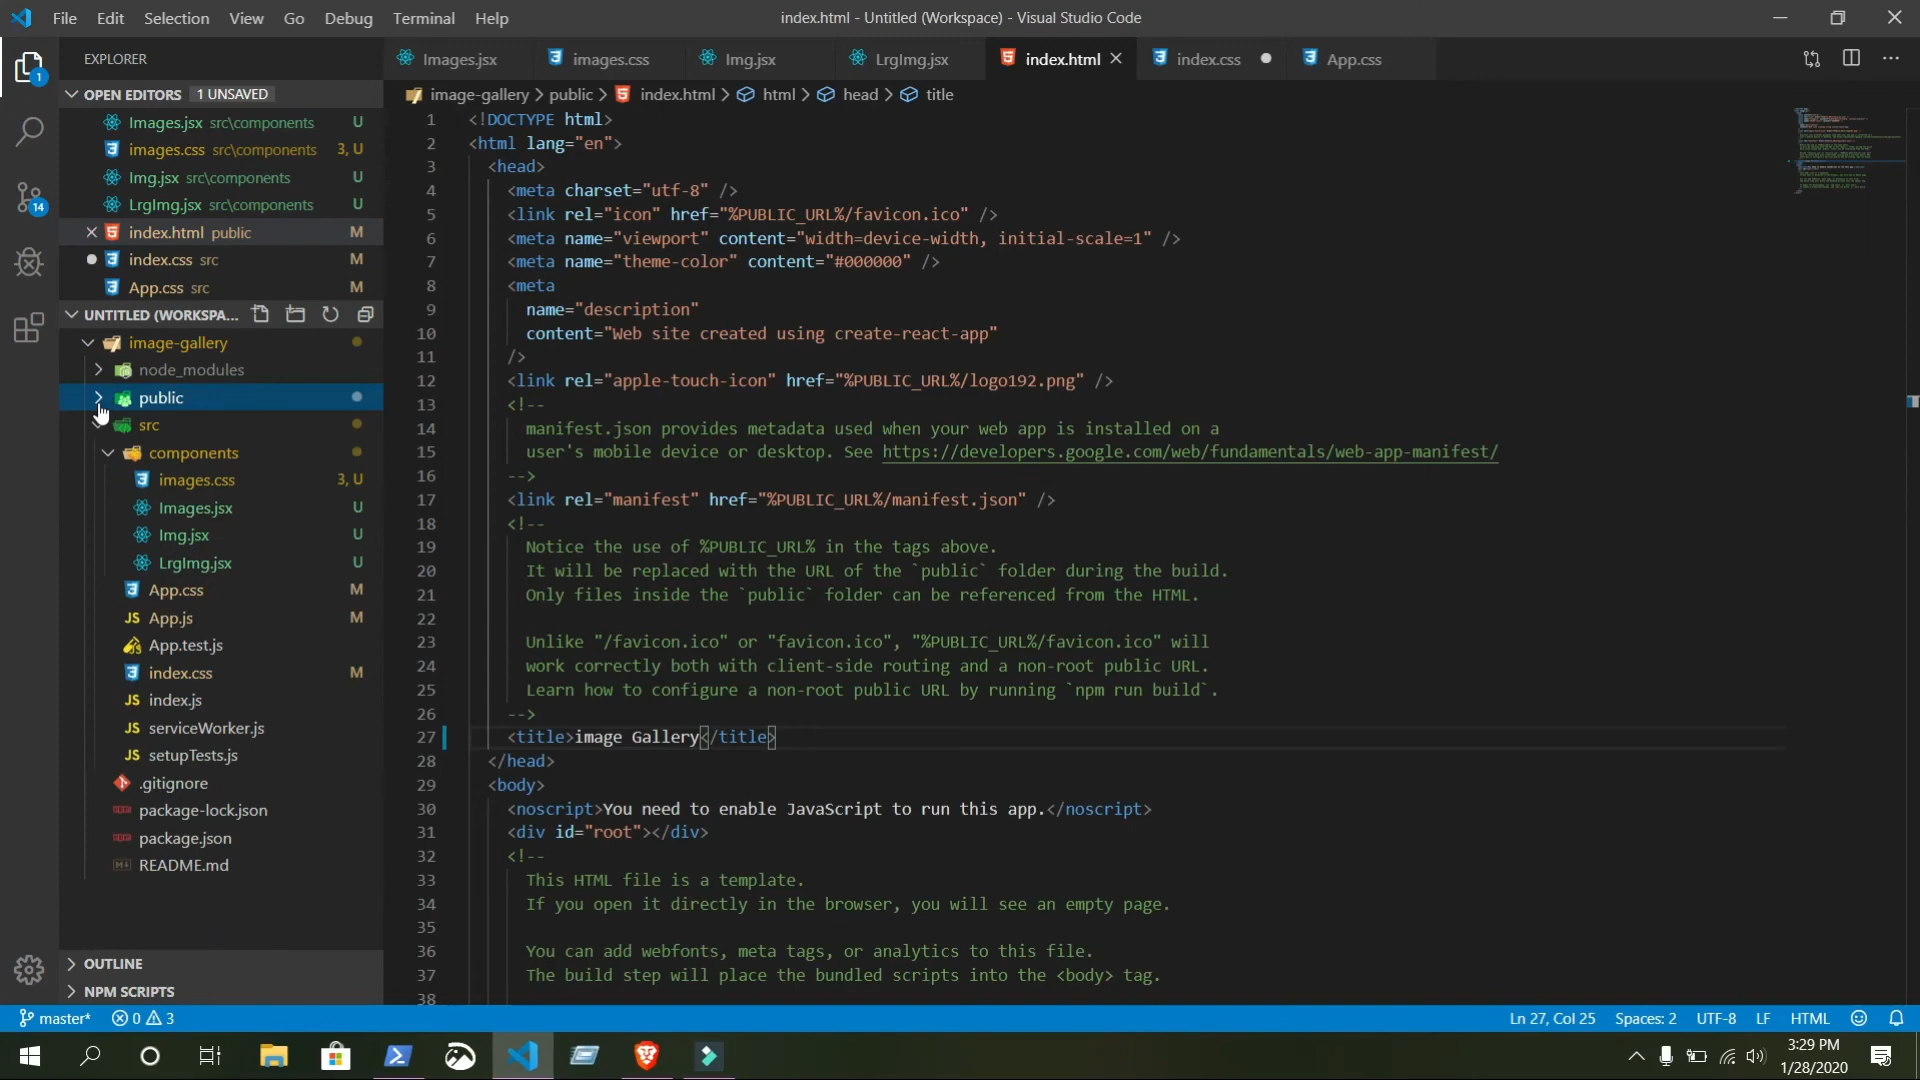 File Edit Selection View Go Debug Terminal Help
index.html - Untitled (Workspace) - Visual Studio Code
EXPLORER
Images.jsx images.css Img.jsx LrgImg.jsx index.html index.css App.css
1
OPEN EDITORS 1 UNSAVED
image-gallery > public > index.html > html > head > title
Images.jsx src\components U
images.css src\components 3, U
Img.jsx src\components U
LrgImg.jsx src\components U
index.html public M
index.css src M
App.css src M
14
UNTITLED (WORKSPA...
image-gallery
node_modules
public
src
components
images.css 3, U
Images.jsx U
Img.jsx U
LrgImg.jsx U
App.css M
App.js M
App.test.js
index.css M
index.js
serviceWorker.js
setupTests.js
.gitignore
package-lock.json
package.json
README.md
OUTLINE
NPM SCRIPTS
1 <!DOCTYPE html>
2 <html lang="en">
3 <head>
4 <meta charset="utf-8" />
5 <link rel="icon" href="%PUBLIC_URL%/favicon.ico" />
6 <meta name="viewport" content="width=device-width, initial-scale=1" />
7 <meta name="theme-color" content="#000000" />
8 <meta
9 name="description"
10 content="Web site created using create-react-app"
11 />
12 <link rel="apple-touch-icon" href="%PUBLIC_URL%/logo192.png" />
13 <!--
14 manifest.json provides metadata used when your web app is installed on a
15 user's mobile device or desktop. See https://developers.google.com/web/fundamentals/web-app-manifest/
16 -->
17 <link rel="manifest" href="%PUBLIC_URL%/manifest.json" />
18 <!--
19 Notice the use of %PUBLIC_URL% in the tags above.
20 It will be replaced with the URL of the `public` folder during the build.
21 Only files inside the `public` folder can be referenced from the HTML.
22
23 Unlike "/favicon.ico" or "favicon.ico", "%PUBLIC_URL%/favicon.ico" will
24 work correctly both with client-side routing and a non-root public URL.
25 Learn how to configure a non-root public URL by running `npm run build`.
26 -->
27 <title>image Gallery</title>
28 </head>
29 <body>
30 <noscript>You need to enable JavaScript to run this app.</noscript>
31 <div id="root"></div>
32 <!--
33 This HTML file is a template.
34 If you open it directly in the browser, you will see an empty page.
35
36 You can add webfonts, meta tags, or analytics to this file.
37 The build step will place the bundled scripts into the <body> tag.
38
master* 0 3
Ln 27, Col 25 Spaces: 2 UTF-8 LF HTML
3:29 PM
1/28/2020